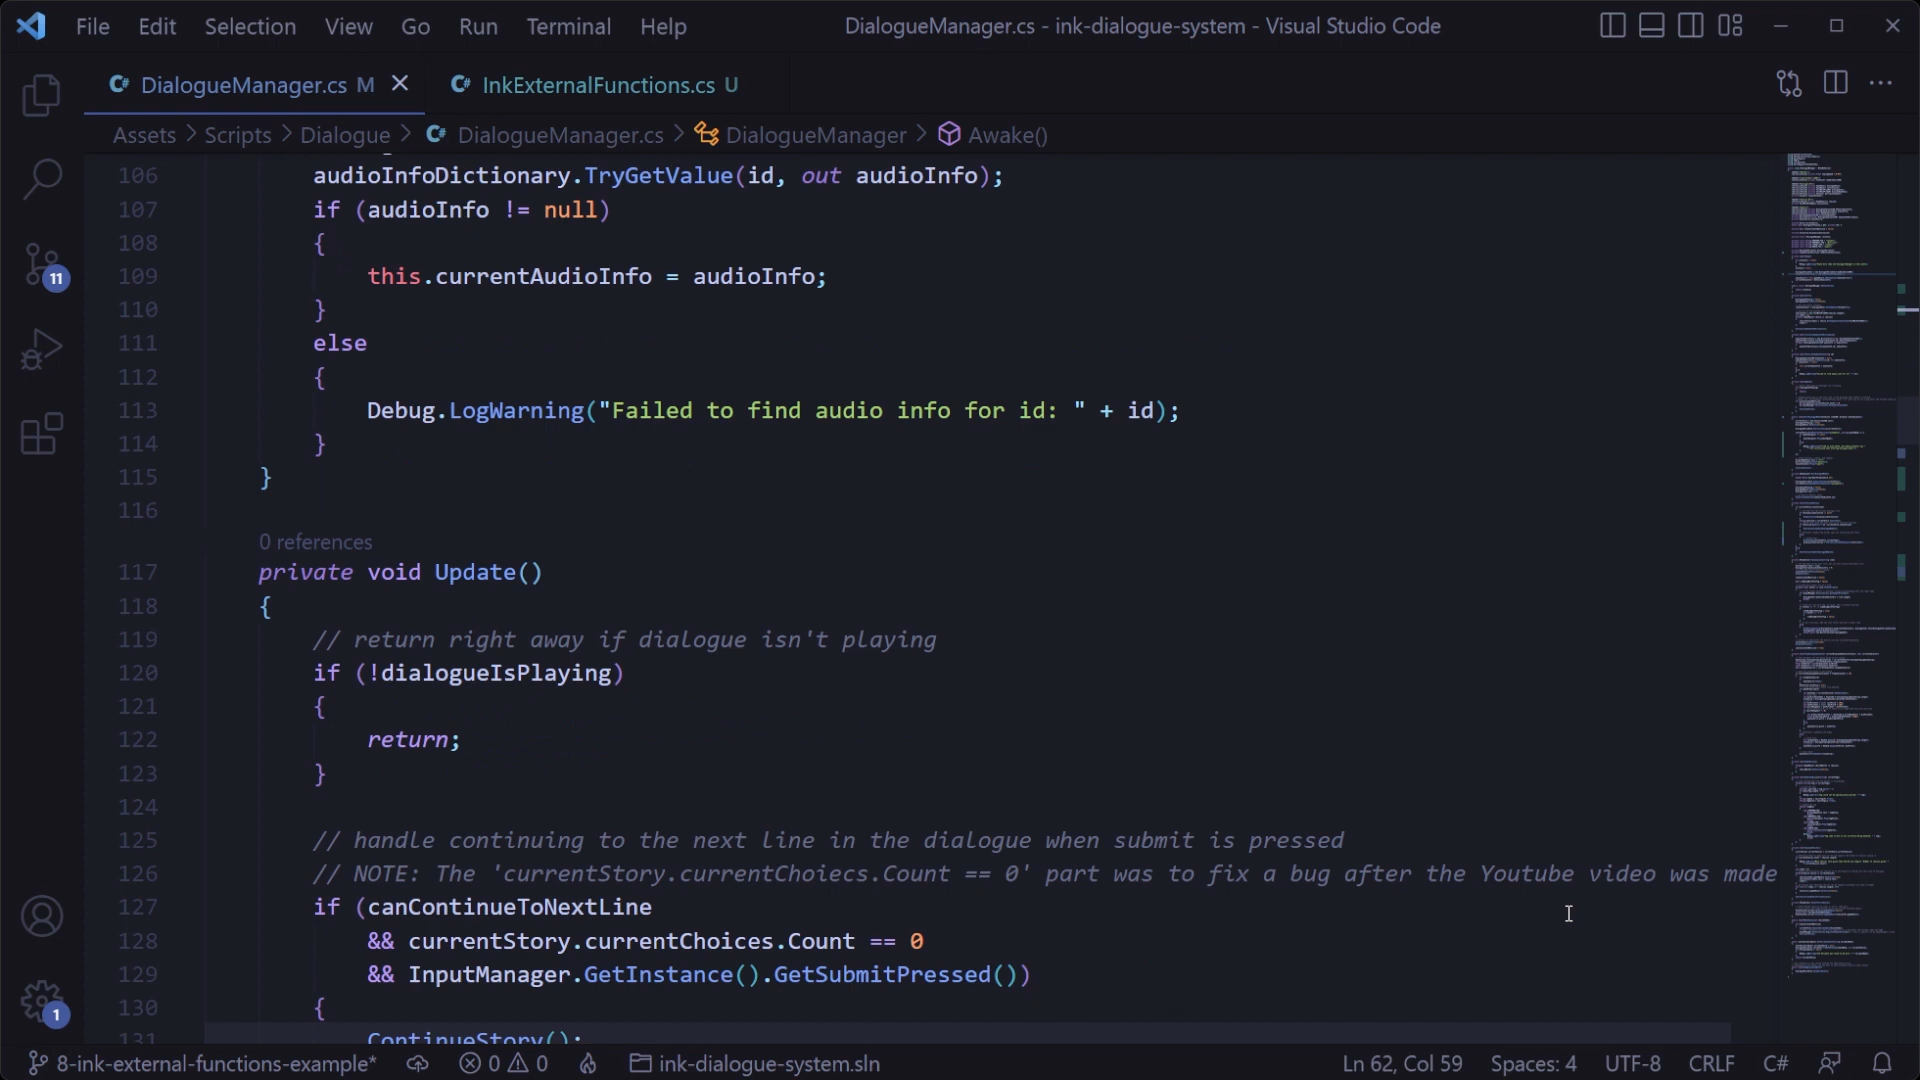 File Edit Selection View Go Run Terminal Help DialogueManager.cs - ink-dialogue-system - Visual Studio Code
DialogueManager.cs M InkExternalFunctions.cs U
Assets > Scripts > Dialogue > DialogueManager.cs > DialogueManager > Awake()
106 audioInfoDictionary.TryGetValue(id, out audioInfo);
107 if (audioInfo != null)
108 {
109 this.currentAudioInfo = audioInfo;
110 }
111 else
112 {
113 Debug.LogWarning("Failed to find audio info for id: " + id);
114 }
115 }
116
0 references
117 private void Update()
118 {
119 // return right away if dialogue isn't playing
120 if (!dialogueIsPlaying)
121 {
122 return;
123 }
124
125 // handle continuing to the next line in the dialogue when submit is pressed
126 // NOTE: The 'currentStory.currentChoiecs.Count == 0' part was to fix a bug after the Youtube video was made
127 if (canContinueToNextLine
128 && currentStory.currentChoices.Count == 0
129 && InputManager.GetInstance().GetSubmitPressed())
130 {
131 ContinueStory();
11
1
8-ink-external-functions-example* 0 0 ink-dialogue-system.sln Ln 62, Col 59 Spaces: 4 UTF-8 CRLF C#